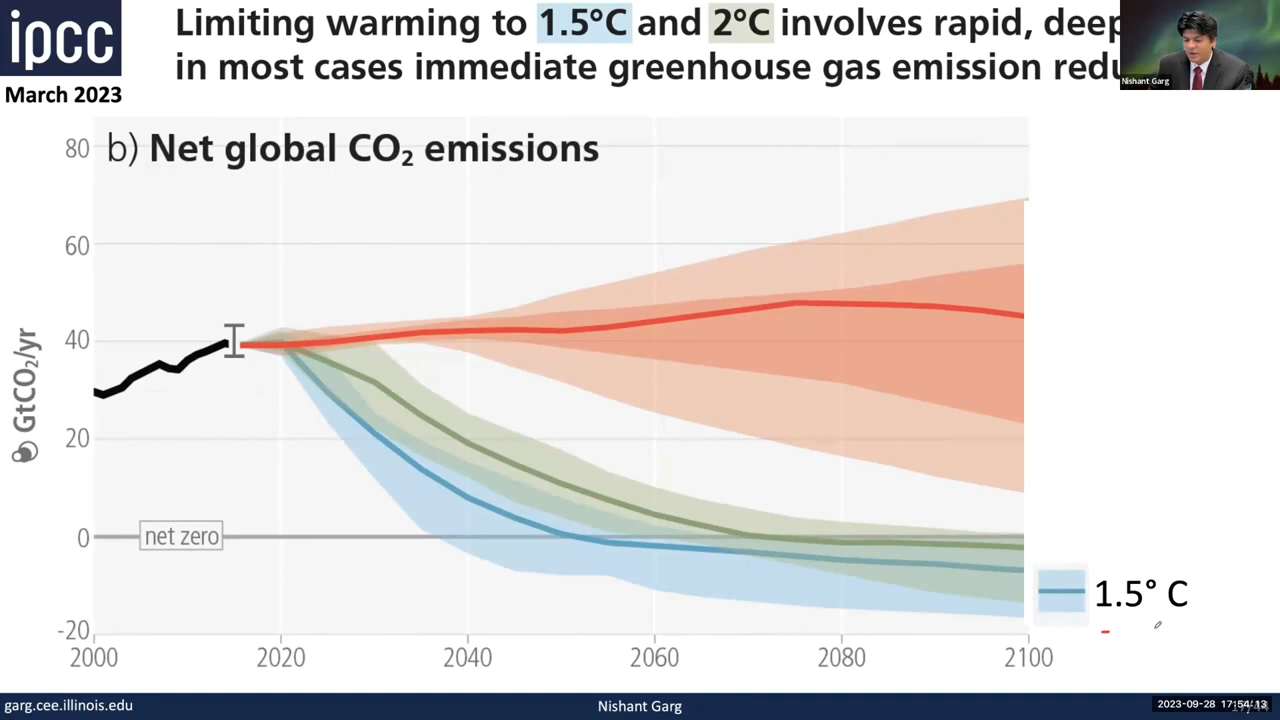 ipcc
March 2023
Limiting warming to 1.5°C and 2°C involves rapid, deep
in most cases immediate greenhouse gas emission redu
Nishant Garg
b) Net global CO₂ emissions
GtCO₂/yr
80
60
40
20
0
-20
net zero
2000 2020 2040 2060 2080 2100
1.5° C
garg.cee.illinois.edu
Nishant Garg
2023-09-28 17:54:13